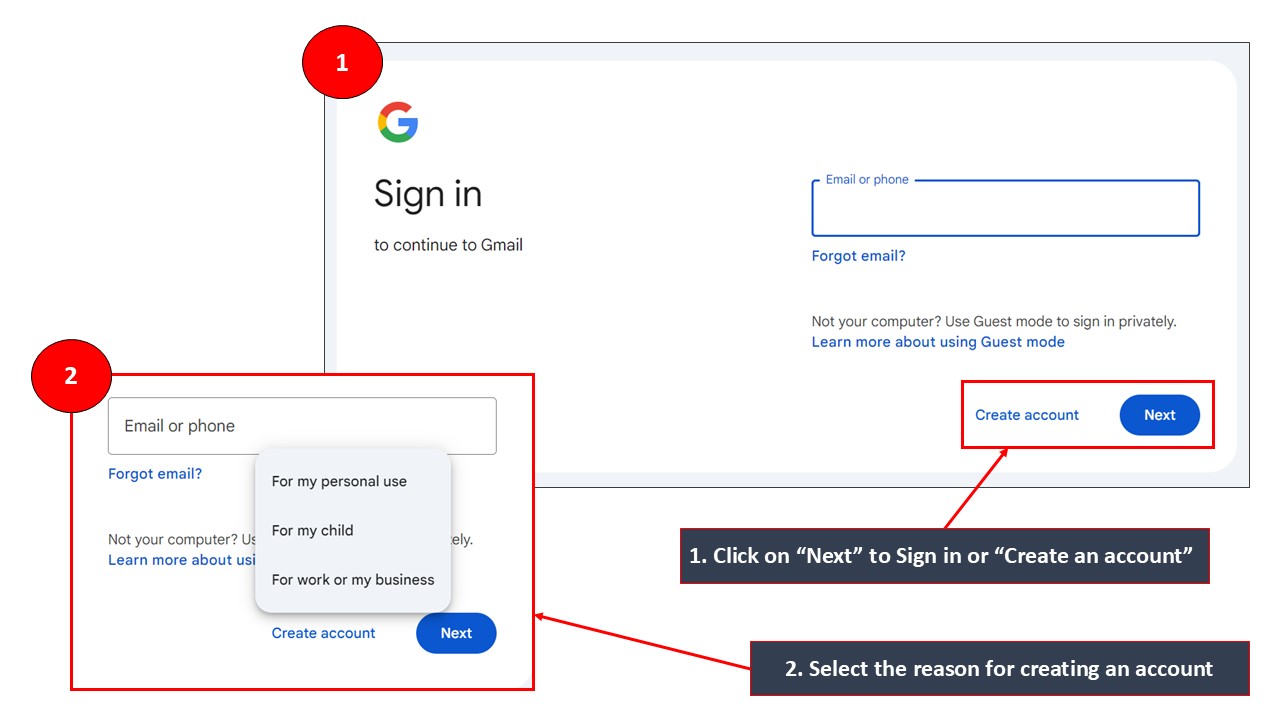 1
Sign in
to continue to Gmail
Email or phone
Forgot email?
Not your computer? Use Guest mode to sign in privately.
Learn more about using Guest mode
Create account
Next
1. Click on “Next” to Sign in or “Create an account”
2
Email or phone
Forgot email?
For my personal use
For my child
For work or my business
Not your computer? Us ely.
Learn more about usi
Create account
Next
2. Select the reason for creating an account